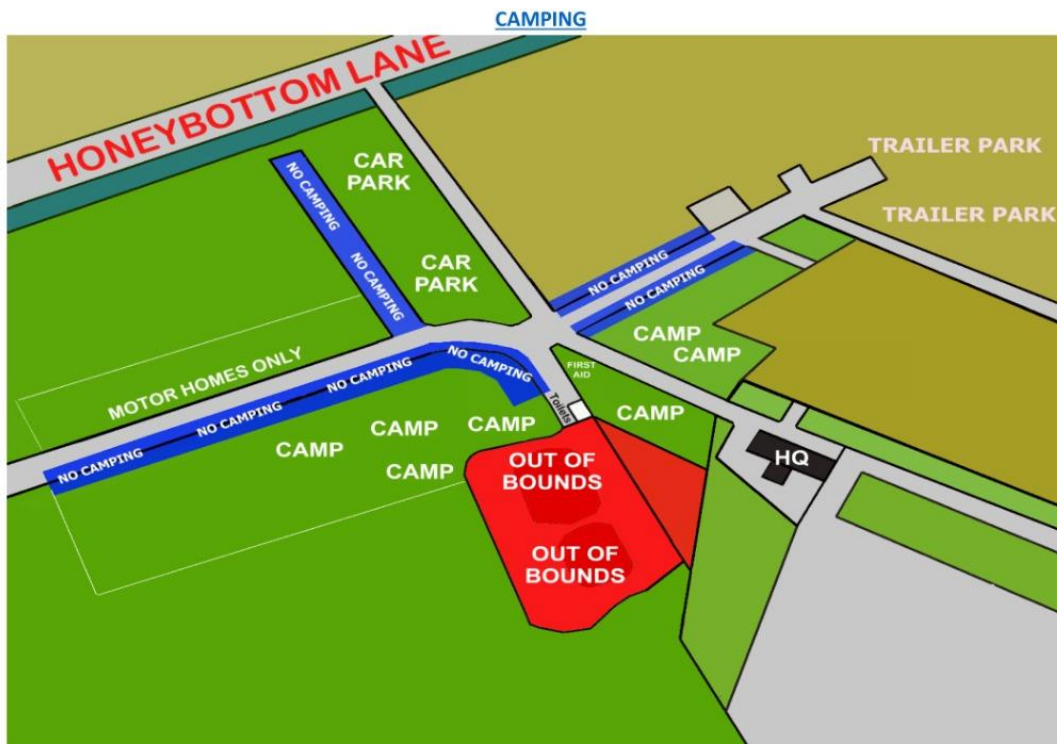 CAMPING
HONEYBOTTOM LANE
CAR
PARK
TRAILER PARK
NO CAMPING
TRAILER PARK
CAR
PARK
NO CAMPING
NO CAMPING
NO CAMPING
CAMP
CAMP
MOTOR HOMES ONLY
NO CAMPING
NO CAMPING
NO CAMPING
NO CAMPING
FIRST
AID
Toilets
CAMP
CAMP
CAMP
CAMP
CAMP
OUT OF
BOUNDS
HQ
OUT OF
BOUNDS